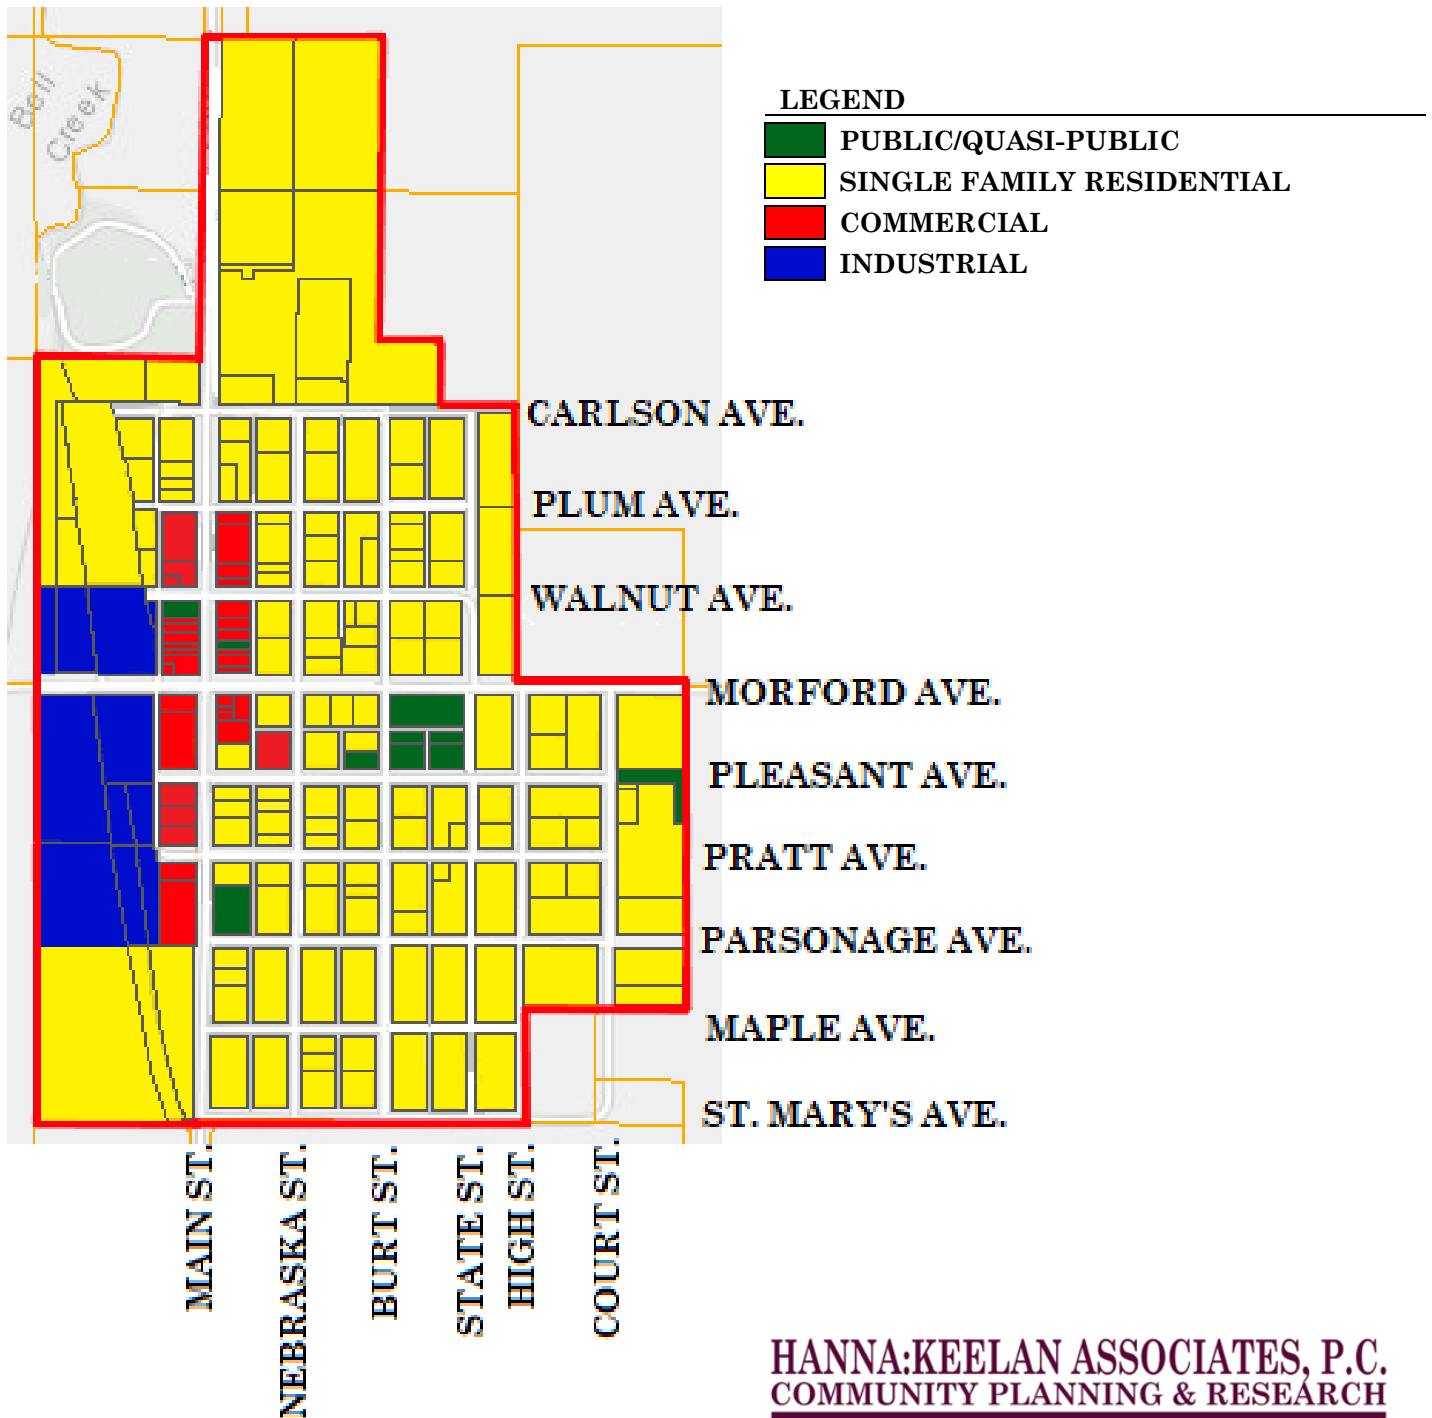 Bell
Creek
LEGEND
PUBLIC/QUASI-PUBLIC
SINGLE FAMILY RESIDENTIAL
COMMERCIAL
INDUSTRIAL
CARLSON AVE.
PLUM AVE.
WALNUT AVE.
MORFORD AVE.
PLEASANT AVE.
PRATT AVE.
PARSONAGE AVE.
MAPLE AVE.
ST. MARY'S AVE.
MAIN ST.
NEBRASKA ST.
BURT ST.
STATE ST.
HIGH ST.
COURT ST.
HANNA:KEELAN ASSOCIATES, P.C.
COMMUNITY PLANNING & RESEARCH